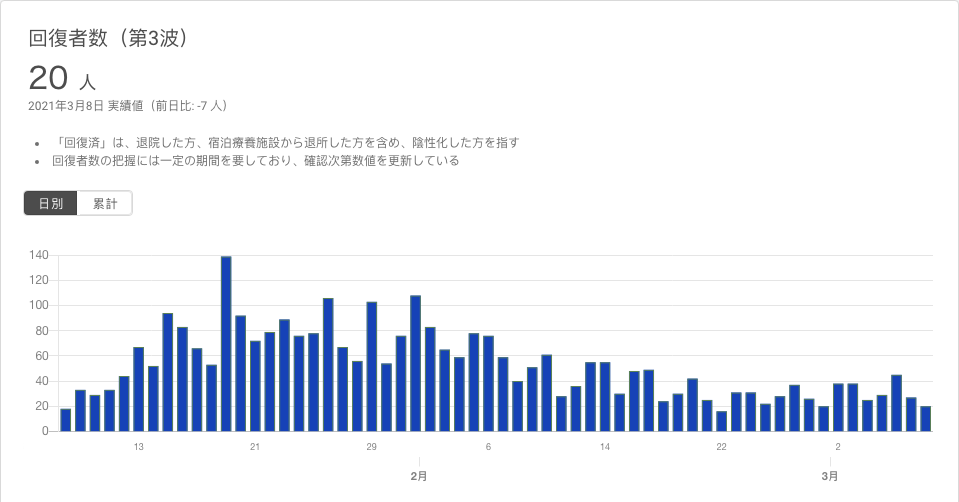 回復者数（第3波）
20 人
2021年3月8日 実績値（前日比: -7 人）
• 「回復済」は、退院した方、宿泊療養施設から退所した方を含め、陰性化した方を指す
• 回復者数の把握には一定の期間を要しており、確認次第数値を更新している
日別 累計
140
120
100
80
60
40
20
0
13 21 29 6 14 22 2
2月 3月